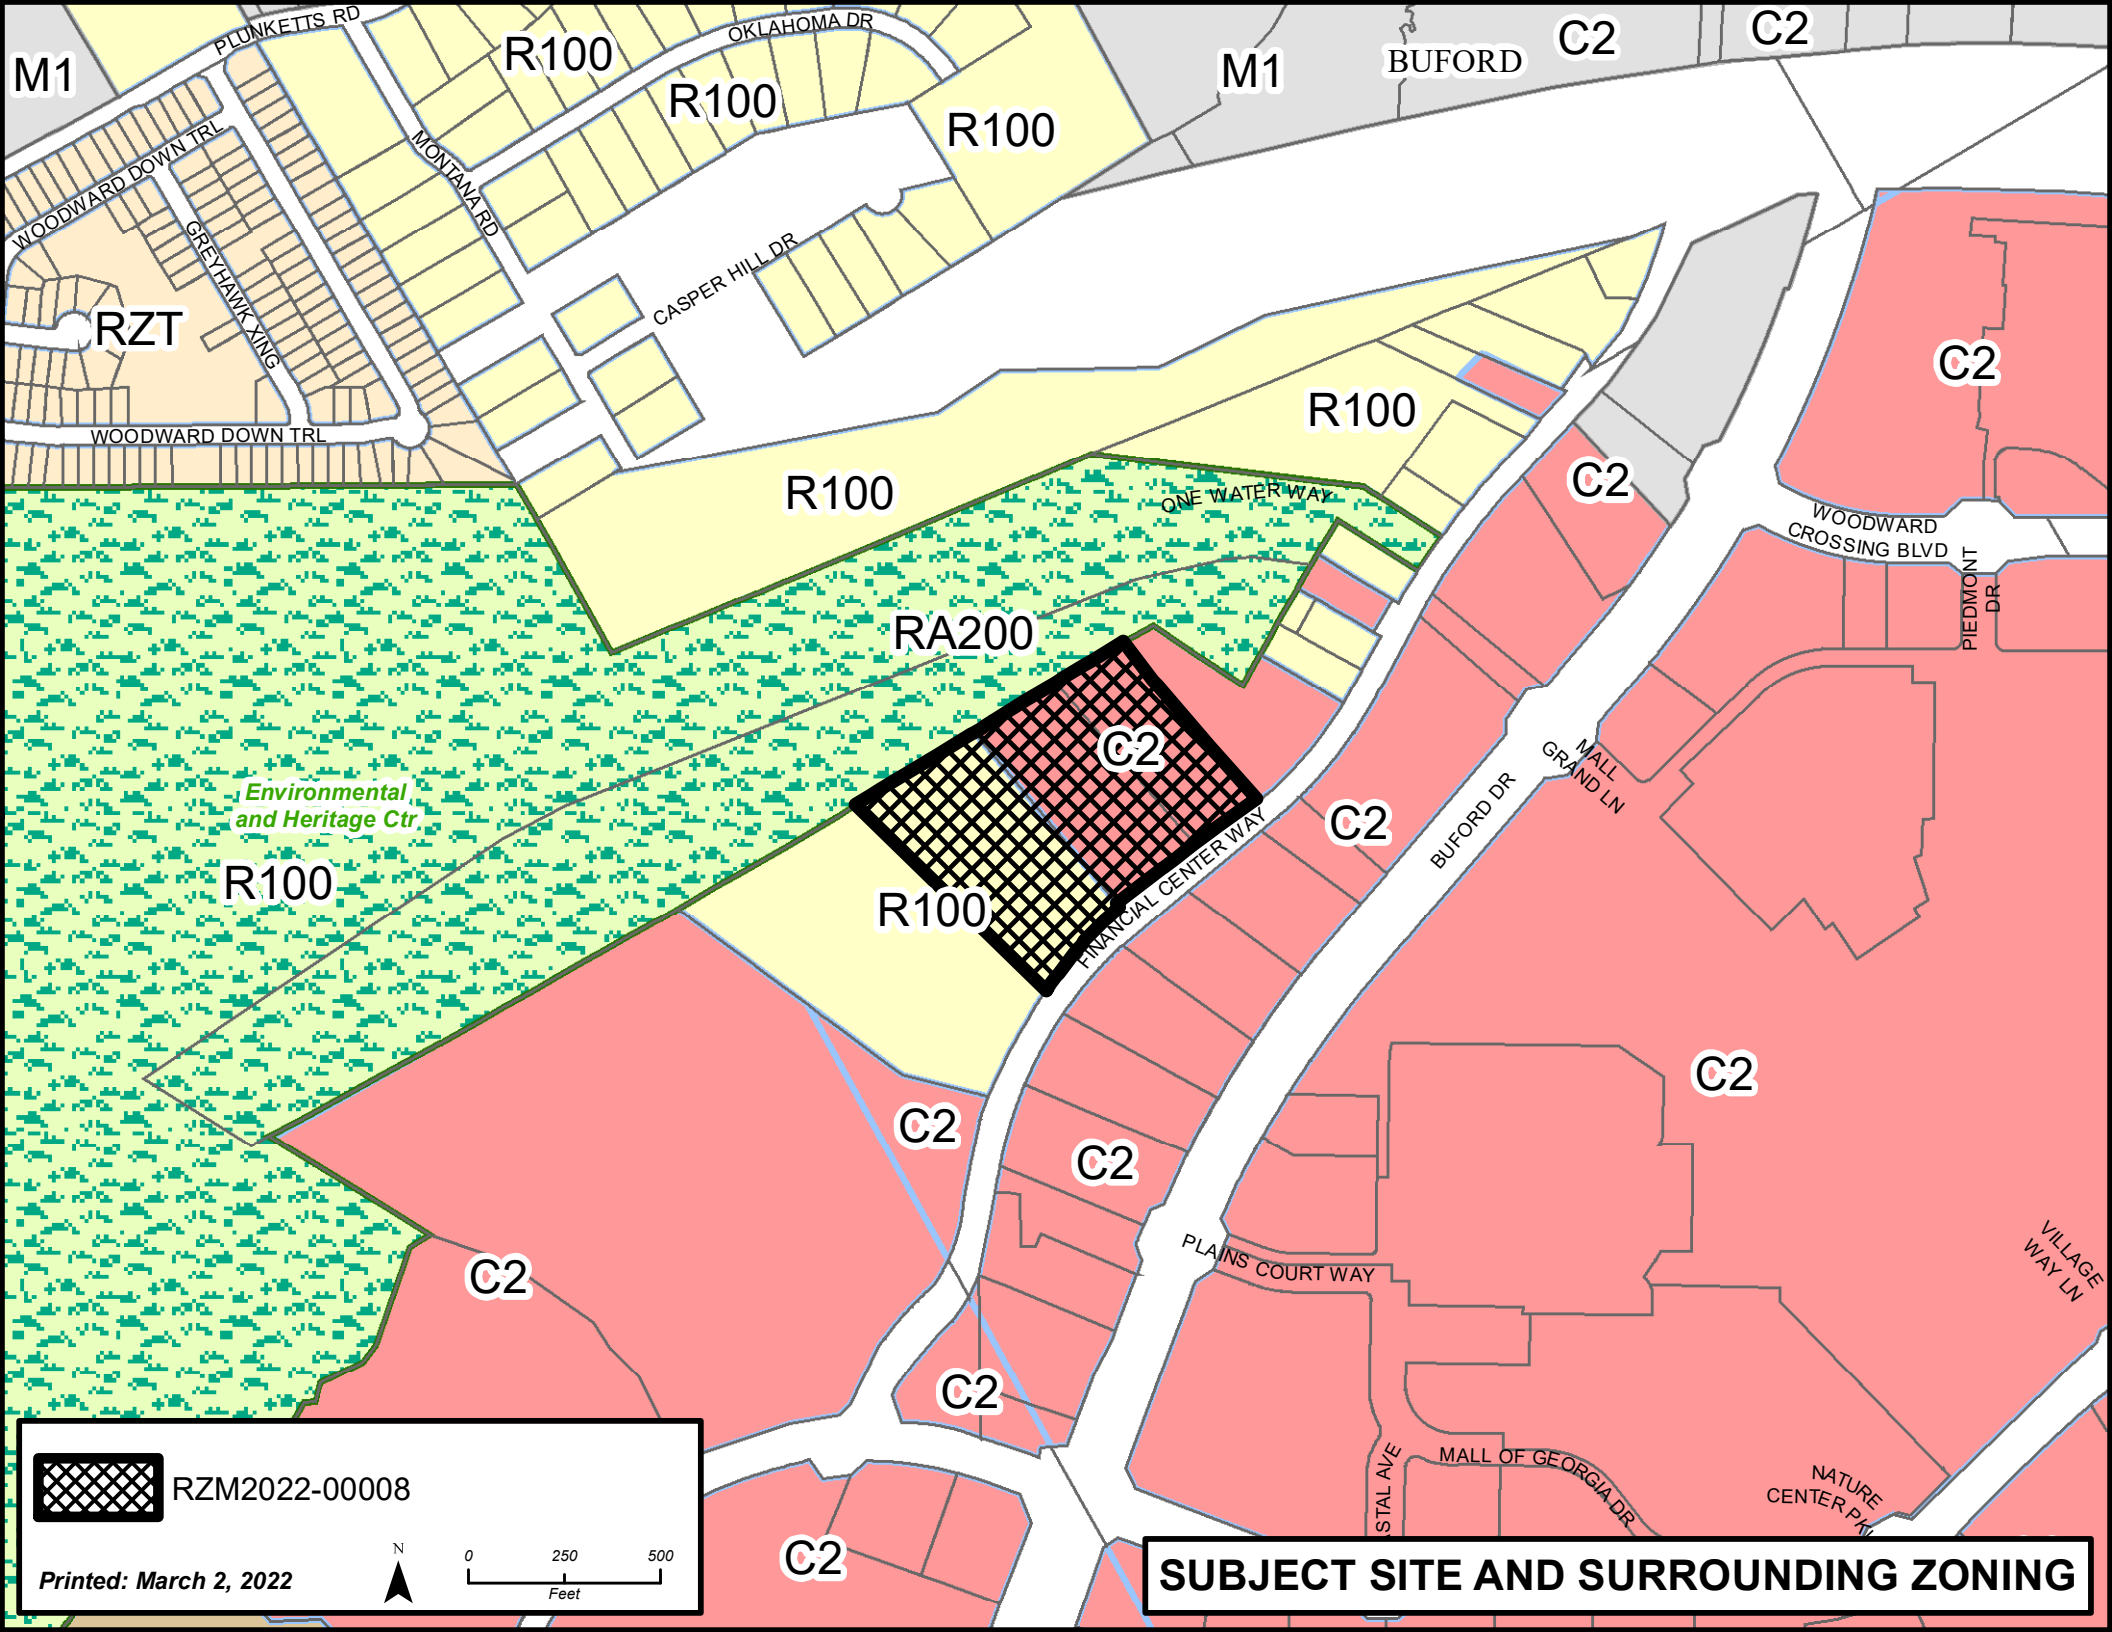 PLUNKETTS RD
OKLAHOMA DR
C2
C2
M1
R100
M1
BUFORD
R100
R100
WOODWARD DOWN TRL
MONTANA RD
GREYHAWK XING
CASPER HILL DR
RZT
C2
WOODWARD DOWN TRL
R100
R100
C2
ONE WATER WAY
WOODWARD
CROSSING BLVD
PIEDMONT
DR
RA200
C2
MALL
GRAND LN
Environmental
and Heritage Ctr
BUFORD DR
C2
R100
R100
FINANCIAL CENTER WAY
C2
C2
C2
PLAINS COURT WAY
VILLAGE
WAY LN
C2
C2
MALL OF GEORGIA DR
STAL AVE
NATURE
CENTER PK
C2
RZM2022-00008
N
0 250 500
Feet
Printed: March 2, 2022
SUBJECT SITE AND SURROUNDING ZONING